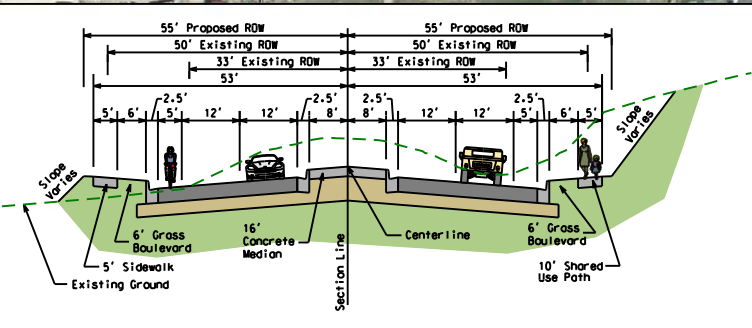 55' Proposed ROW 55' Proposed ROW
50' Existing ROW 50' Existing ROW
33' Existing ROW 33' Existing ROW
53' 53'
2.5' 2.5' 2.5' 2.5'
5' 6' 5' 12' 12' 8' 8' 12' 12' 5' 6' 5'
Slope
Varies
Slope
Varies
6' Grass
Boulevard
16'
Concrete
Median
Centerline
6' Grass
Boulevard
5' Sidewalk
10' Shared
Use Path
Existing Ground
Section Line